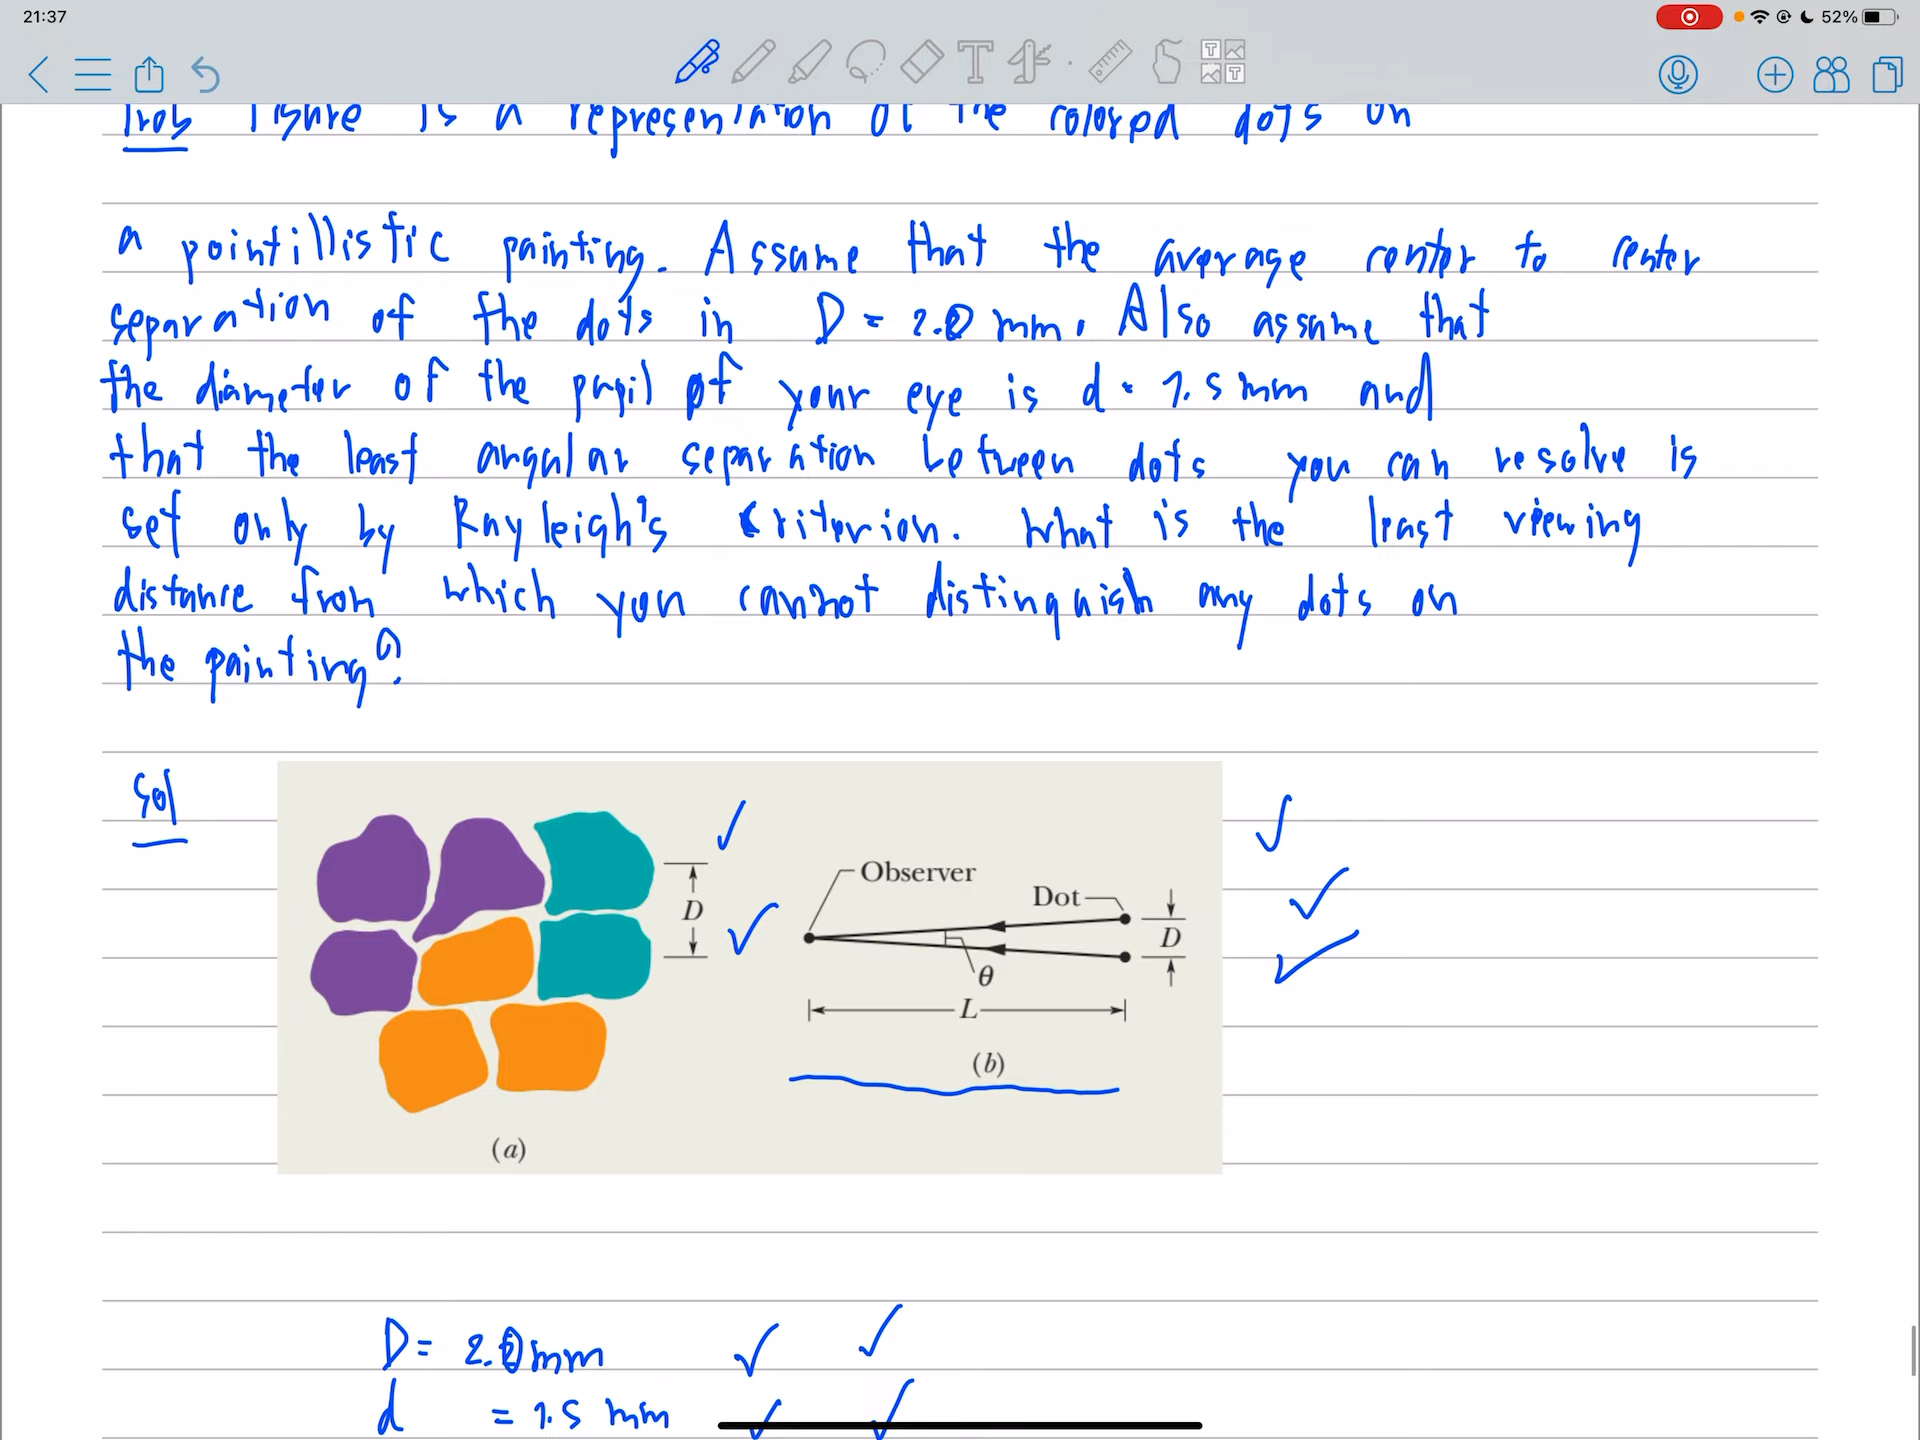 21:37
52%
Prob Figure is a representation of the colored dots on
a pointillistic painting. Assume that the average center to center
separation of the dots in D = 2.0 mm. Also assume that
the diameter of the pupil of your eye is d = 1.5 mm and
that the least angular separation between dots you can resolve is
set only by Rayleigh's criterion. What is the least viewing
distance from which you cannot distinguish any dots on
the painting?
Sol
D
Observer
Dot
D
θ
L
(b)
(a)
D = 2.0 mm
d = 1.5 mm